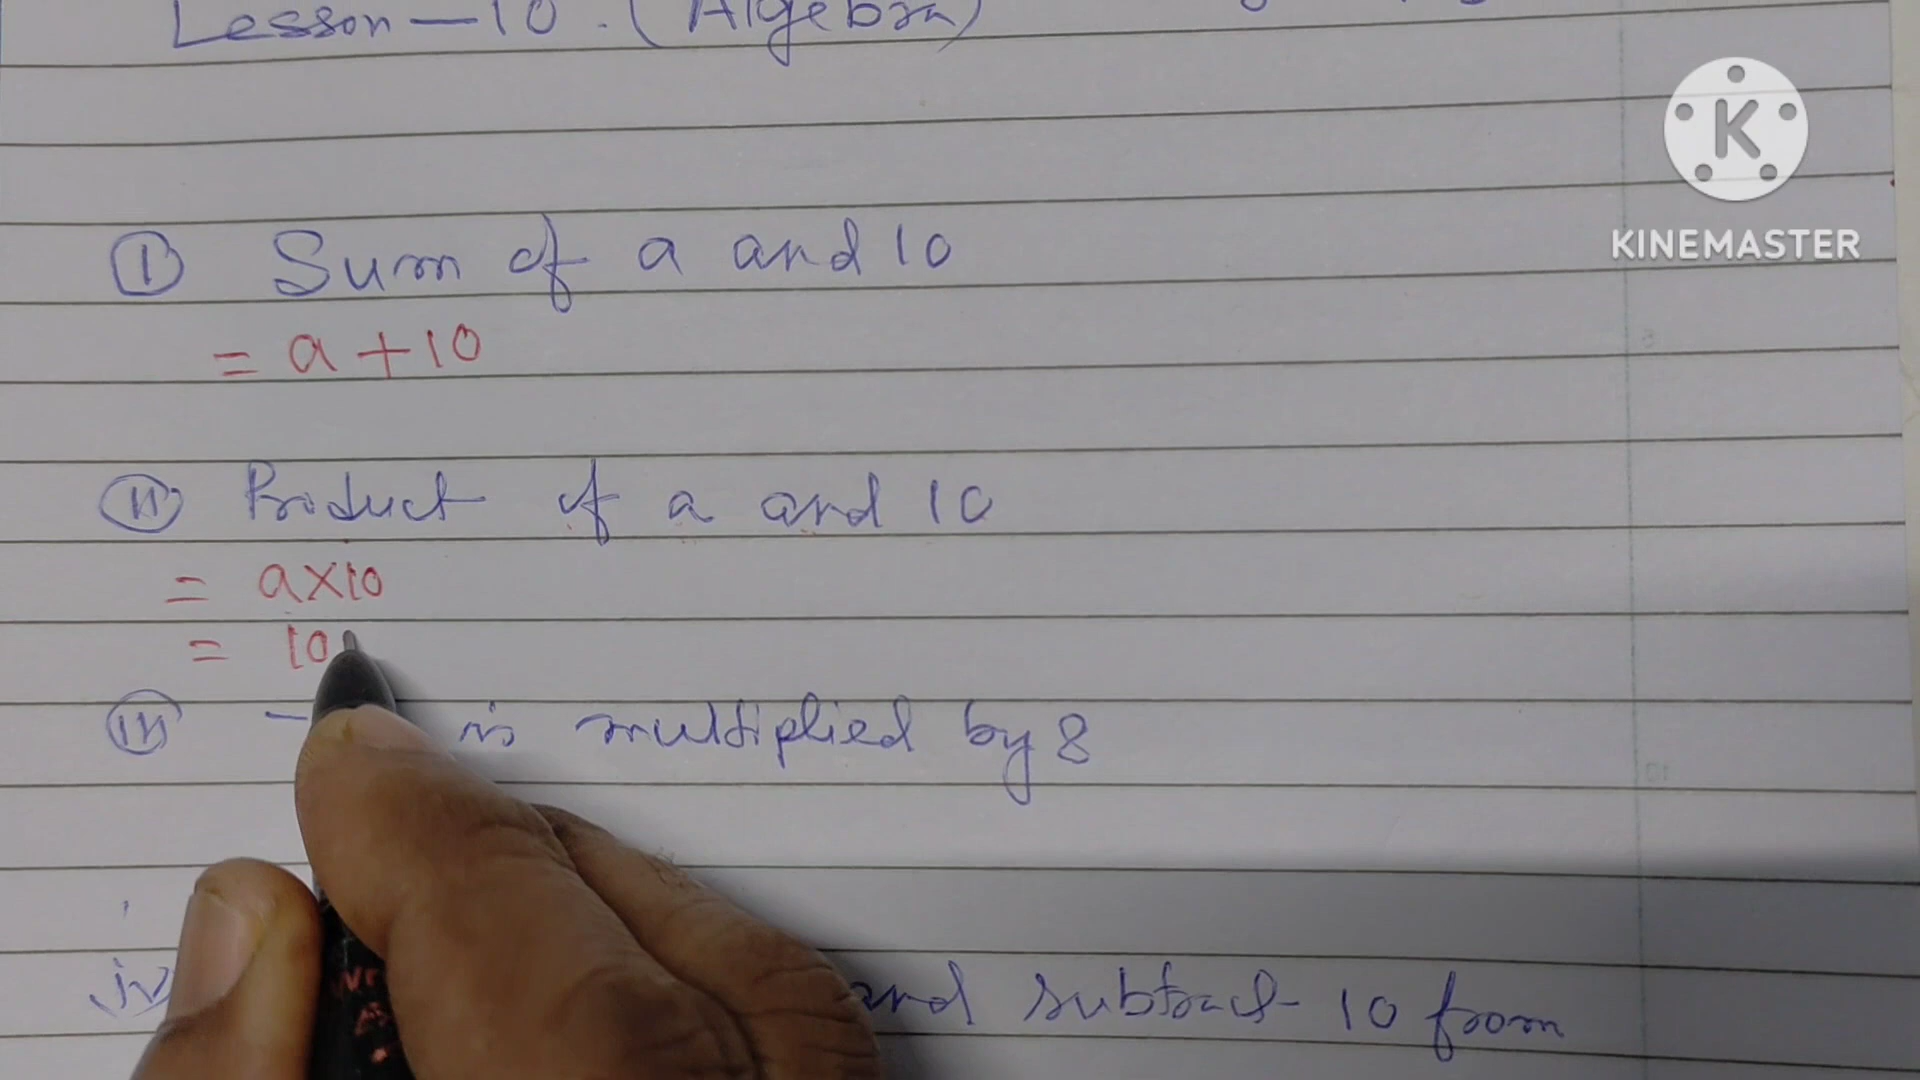 Lesson-10. (Algebra)
K
KINEMASTER
(i) Sum of a and 10
= a+10
(ii) Product of a and 10
= a×10
= 10
(iii) is multiplied by 8
iv) and subtract 10 from